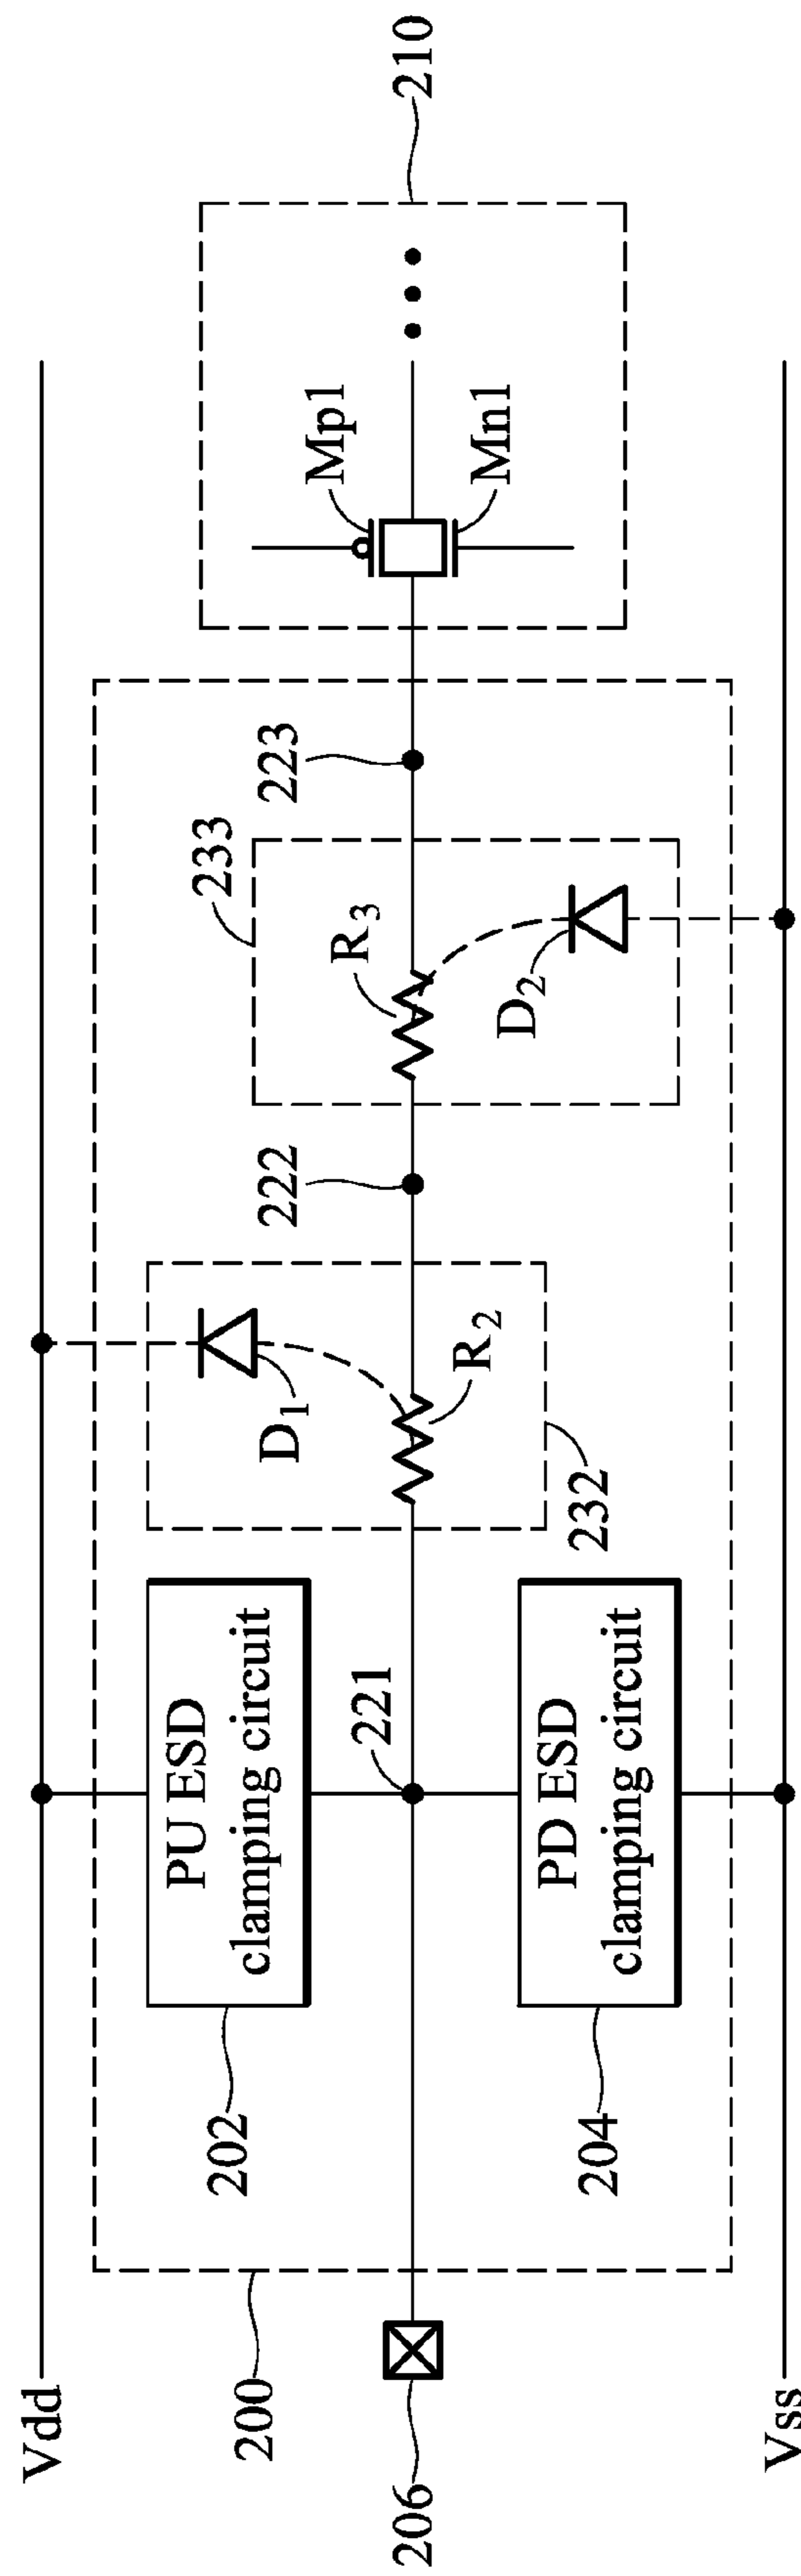 Vdd
200
206
Vss
202
PU ESD
clamping circuit
204
PD ESD
clamping circuit
221
D1
R2
232
222
233
R3
D2
223
Mp1
Mn1
210